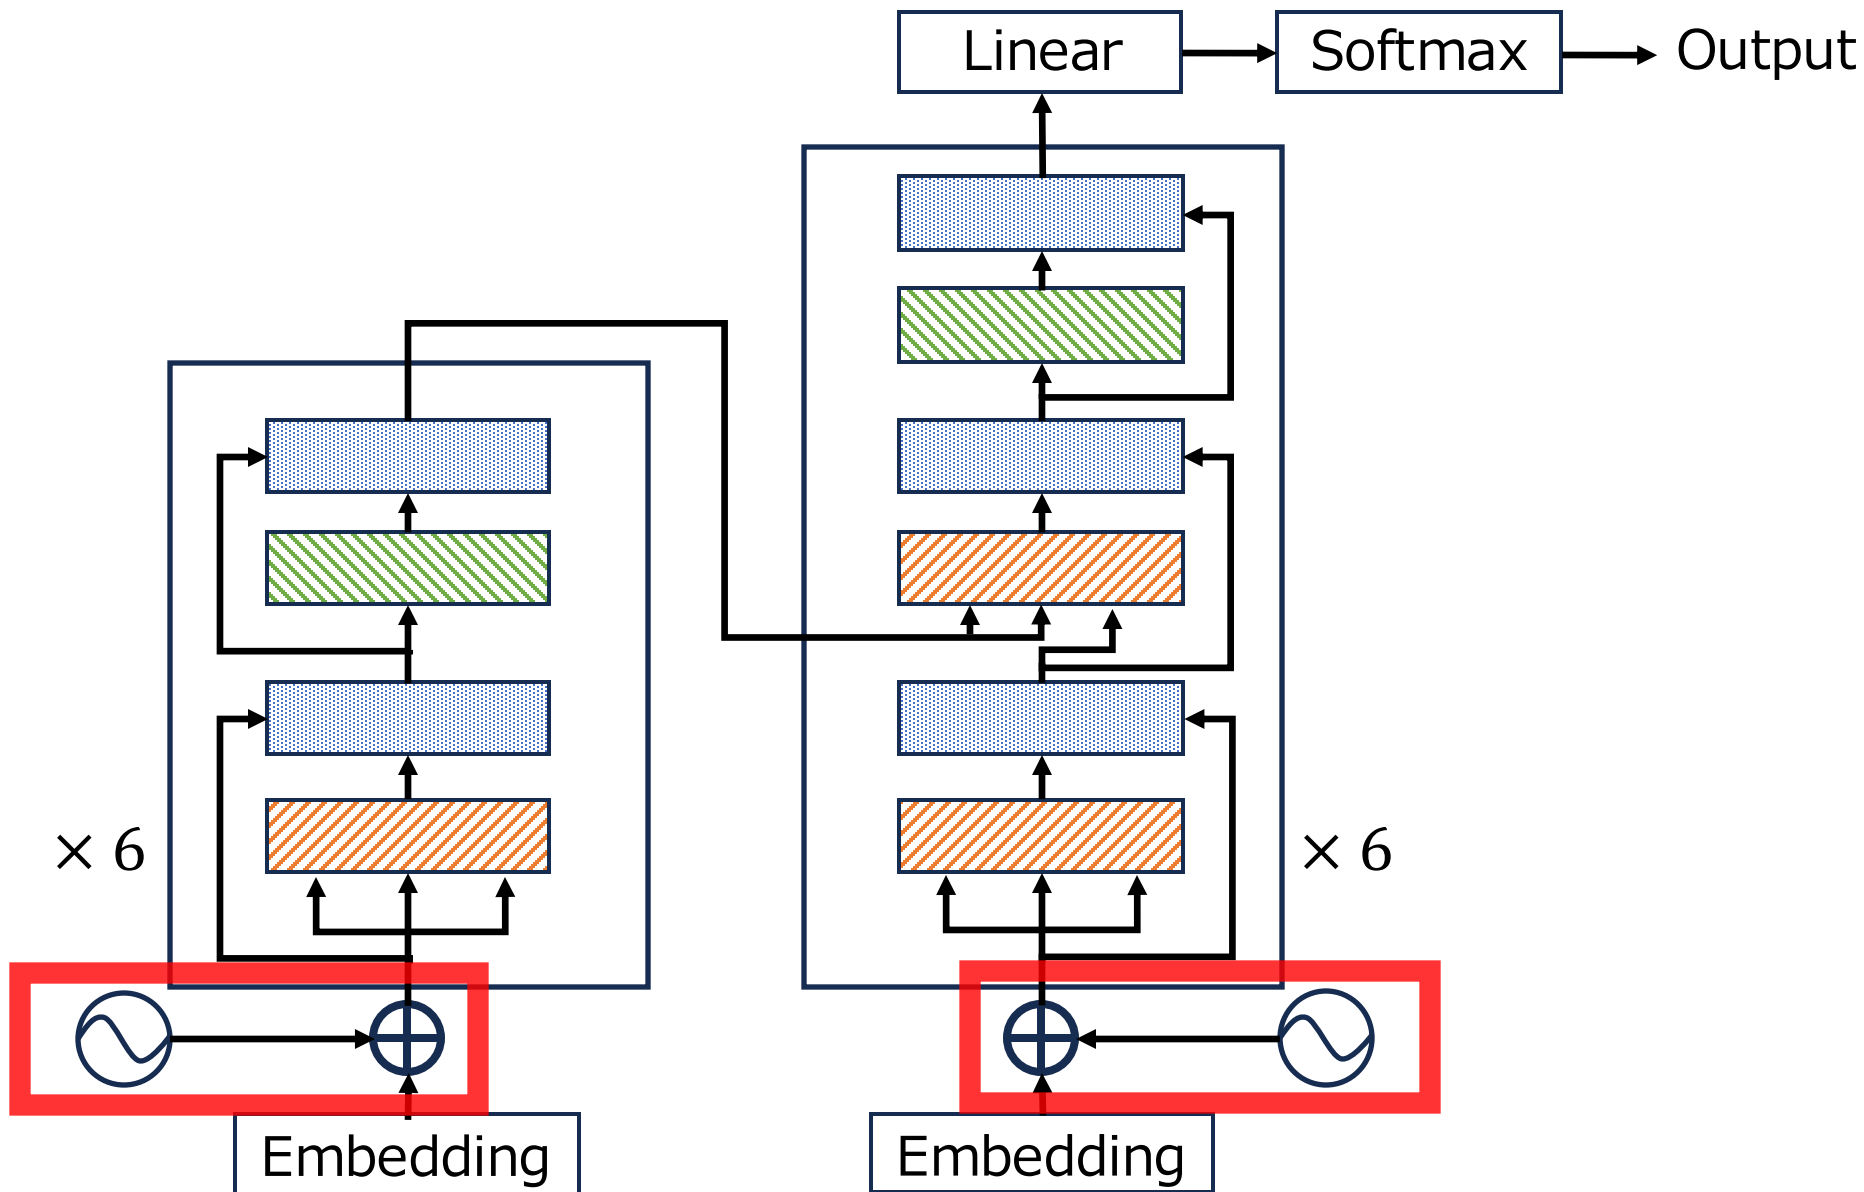 Linear
Softmax
Output
× 6
× 6
Embedding
Embedding